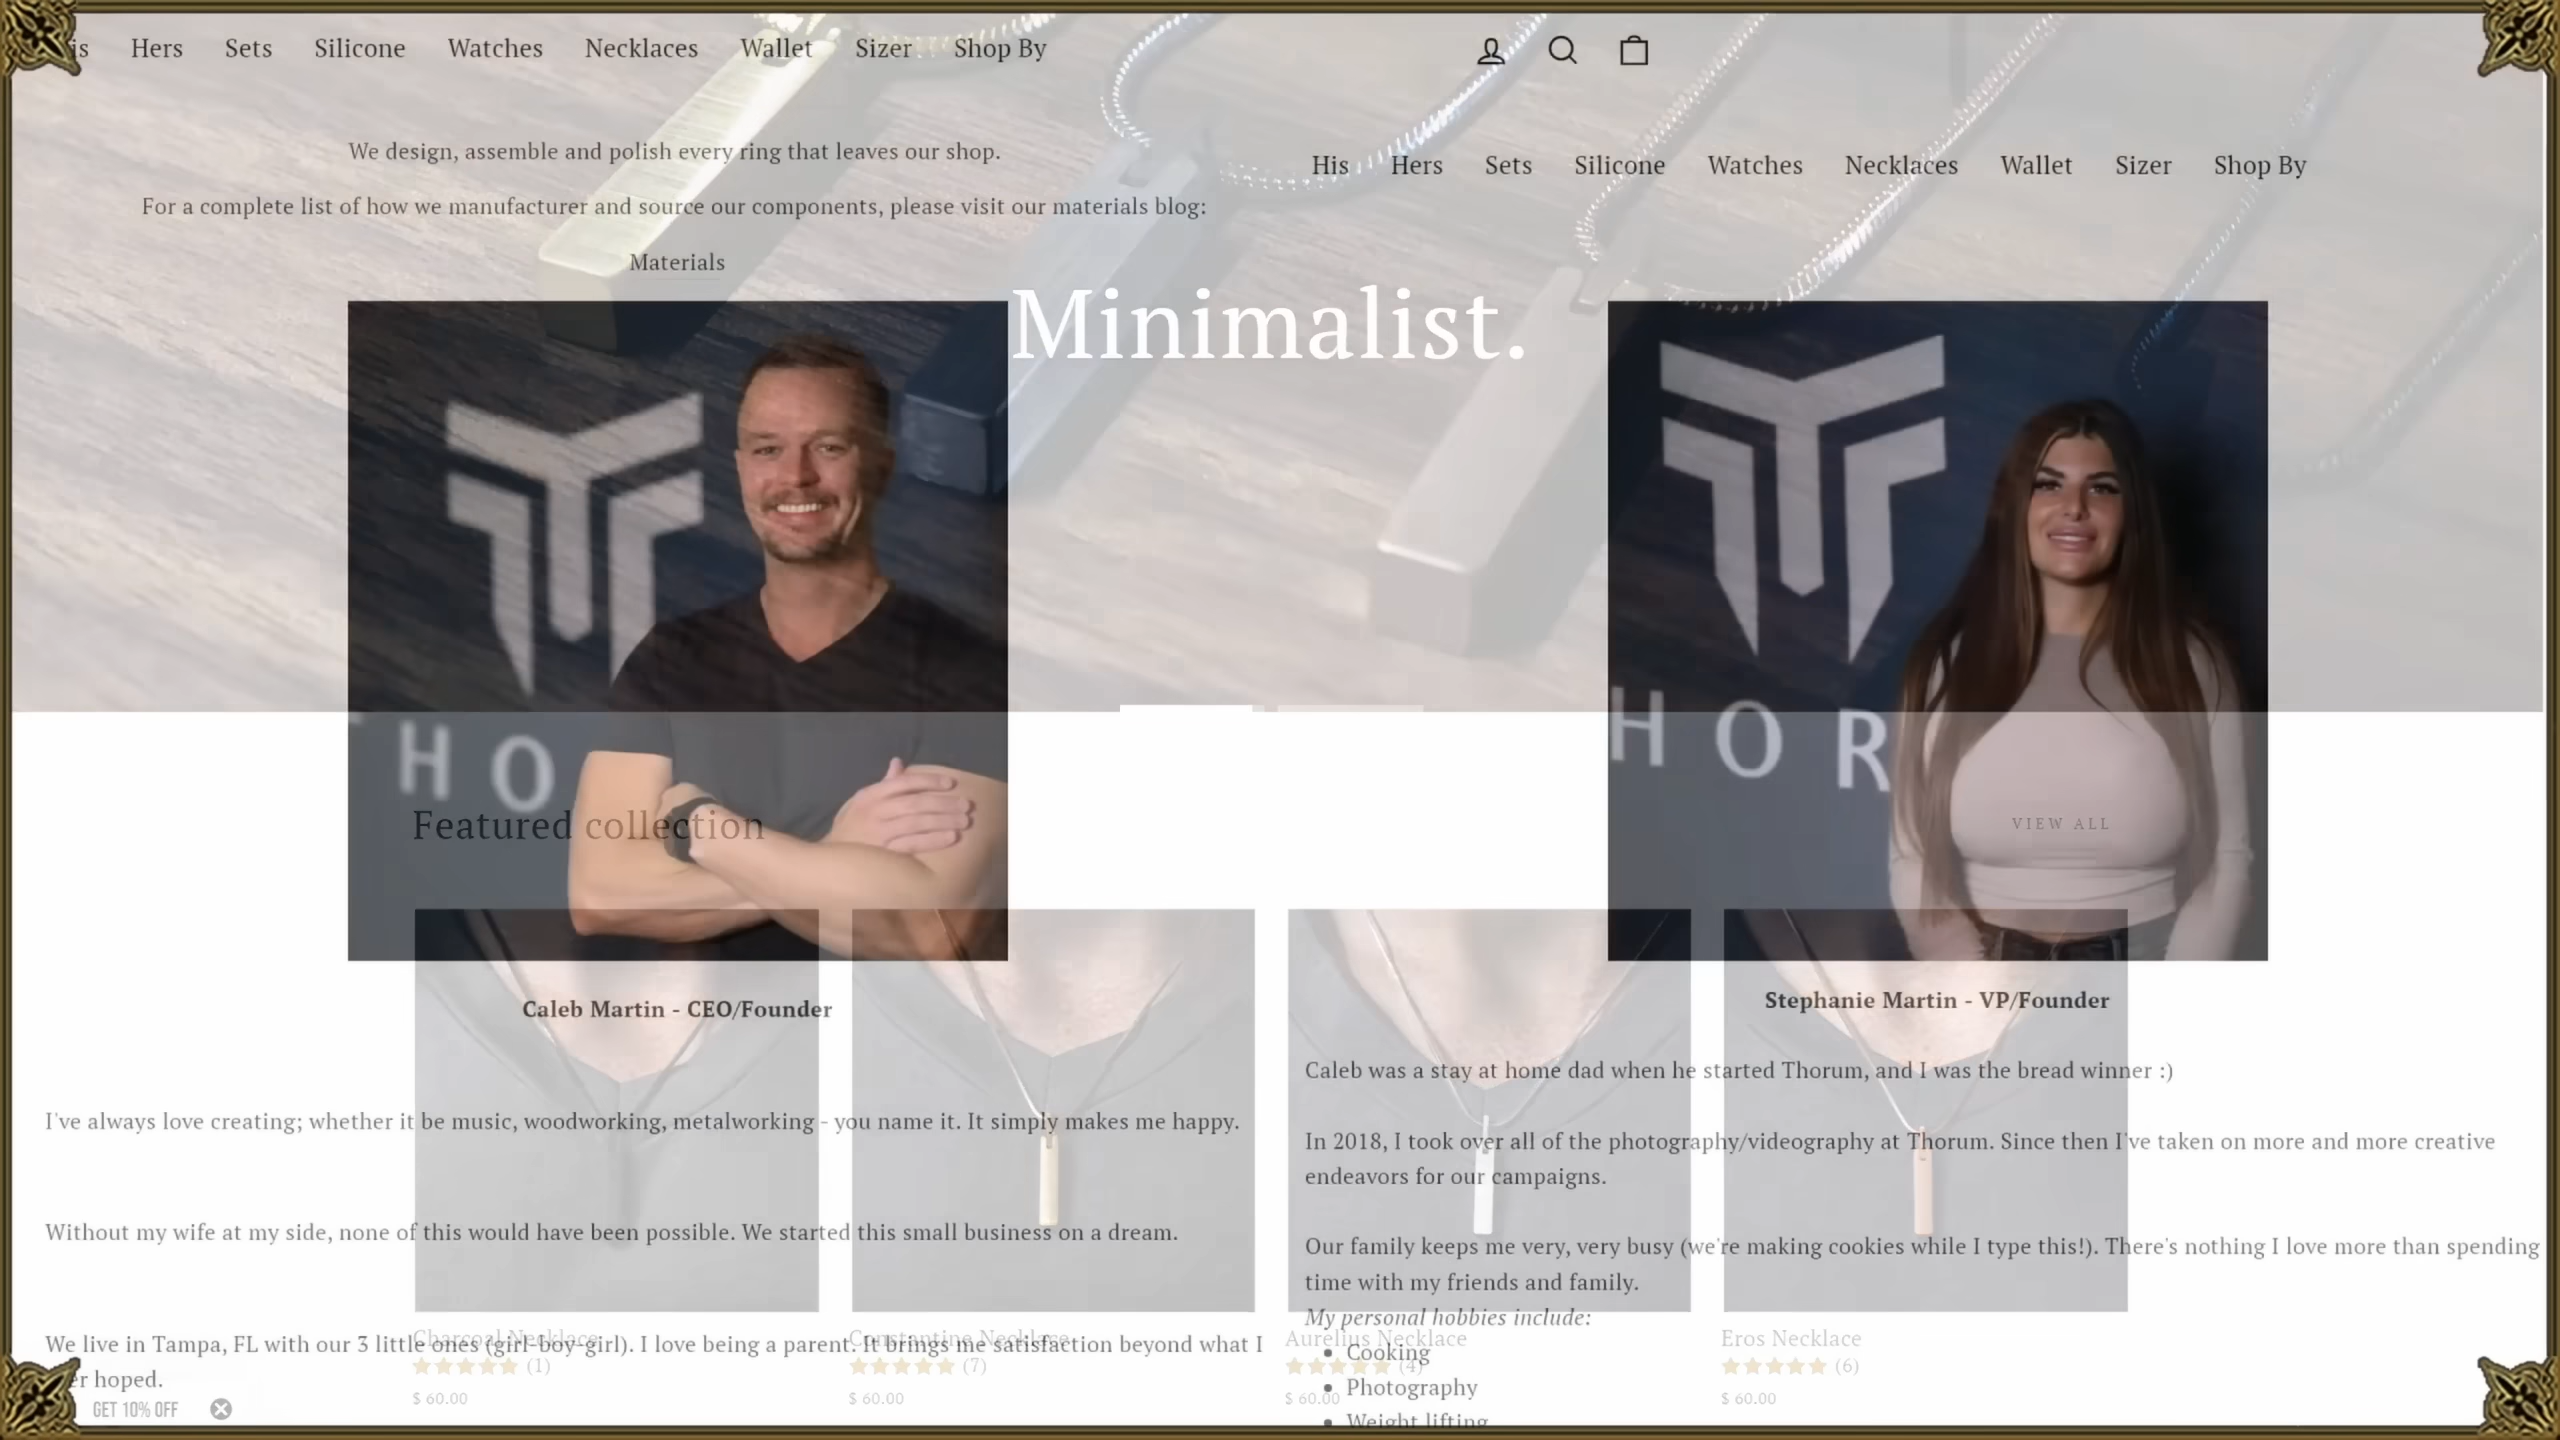 is Hers Sets Silicone Watches Necklaces Wallet Sizer Shop By
His Hers Sets Silicone Watches Necklaces Wallet Sizer Shop By
We design, assemble and polish every ring that leaves our shop.
For a complete list of how we manufacturer and source our components, please visit our materials blog:
Materials
Minimalist.
HO
HOR
Featured collection
VIEW ALL
Caleb Martin - CEO/Founder
I've always love creating; whether it be music, woodworking, metalworking - you name it. It simply makes me happy.
Without my wife at my side, none of this would have been possible. We started this small business on a dream.
We live in Tampa, FL with our 3 little ones (girl-boy-girl). I love being a parent. It brings me satisfaction beyond what I
er hoped.
Stephanie Martin - VP/Founder
Caleb was a stay at home dad when he started Thorum, and I was the bread winner :)
In 2018, I took over all of the photography/videography at Thorum. Since then I've taken on more and more creative
endeavors for our campaigns.
Our family keeps me very, very busy (we're making cookies while I type this!). There's nothing I love more than spending
time with my friends and family.
My personal hobbies include:
• Cooking
• Photography
• Weight lifting
Charcoal Necklace
(1)
$ 60.00
Constantine Necklace
(7)
$ 60.00
Aurelius Necklace
(4)
$ 60.00
Eros Necklace
(6)
$ 60.00
GET 10% OFF